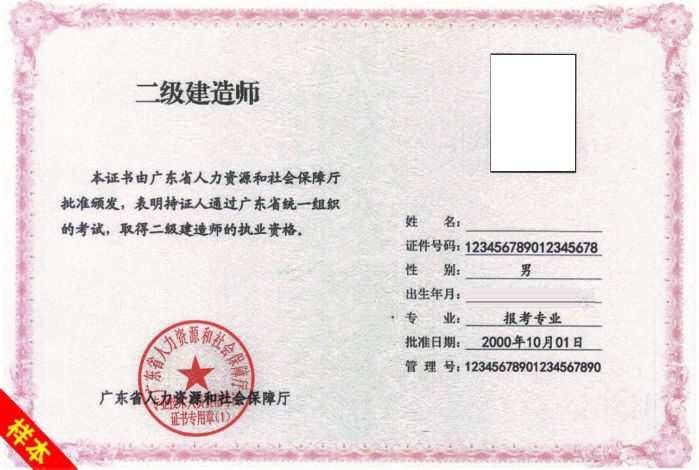 二级建造师
本证书由广东省人力资源和社会保障厅
批准颁发，表明持证人通过广东省统一组织
的考试，取得二级建造师的执业资格。
广东省人力资源和社会保障厅
广东省人力资源和社会保障厅
证书专用章(1)
样本
姓 名：
证件号码：123456789012345678
性 别：男
出生年月：
专 业：报考专业
批准日期：2000年10月01日
管 理 号：12345678901234567890